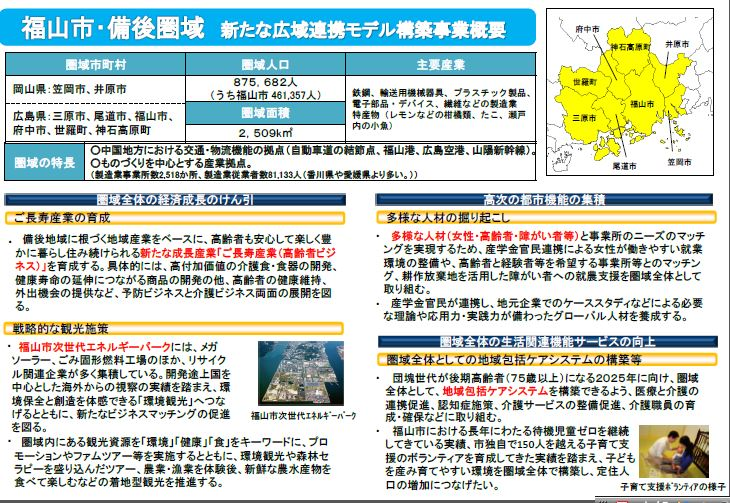 福山市・備後圏域 新たな広域連携モデル構築事業概要
圏域市町村
圏域人口
主要産業
岡山県：笠岡市、井原市
875，682人
（うち福山市 461,357人）
鉄鋼、輸送用機械器具、プラスチック製品、
電子部品・デバイス、繊維などの製造業
特産物（レモンなどの柑橘類、たこ、瀬戸
内の小魚）
広島県：三原市、尾道市、福山市、
府中市、世羅町、神石高原町
圏域面積
2，509k㎡
圏域の特長
○中国地方における交通・物流機能の拠点（自動車道の結節点、福山港、広島空港、山陽新幹線）。
○ものづくりを中心とする産業拠点。
（製造業事業所数2,518か所、製造業従業者数81,133人（香川県や愛媛県より多い。））
府中市
神石高原町
井原市
世羅町
福山市
三原市
尾道市
笠岡市
圏域全体の経済成長のけん引
ご長寿産業の育成
・ 備後地域に根づく地域産業をベースに、高齢者も安心して楽しく豊
かに暮らし住み続けられる新たな成長産業「ご長寿産業（高齢者ビジ
ネス）」を育成する。具体的には、高付加価値の介護食・食器の開発、
健康寿命の延伸につながる商品の開発の他、高齢者の健康維持、
外出機会の提供など、予防ビジネスと介護ビジネス両面の展開を図
る。
戦略的な観光施策
・ 福山市次世代エネルギーパークには、メガ
ソーラー、ごみ固形燃料工場のほか、リサイク
ル関連企業が多く集積している。開発途上国を
中心とした海外からの視察の実績を踏まえ、環
境保全と創造を体感できる「環境観光」へつな
げるとともに、新たなビジネスマッチングの促進
を図る。
福山市次世代エネルギーパーク
・ 圏域内にある観光資源を「環境」「健康」「食」をキーワードに、プロ
モーションやファムツアー等を実施するとともに、環境観光や森林セ
ラピーを盛り込んだツアー、農業・漁業を体験後、新鮮な農水産物を
食べて楽しむなどの着地型観光を推進する。
高次の都市機能の集積
多様な人材の掘り起こし
・ 多様な人材（女性・高齢者・障がい者等）と事業所のニーズのマッチ
ングを実現するため、産学金官民連携による女性が働きやすい就業
環境の整備や、高齢者と経験者等を希望する事業所等とのマッチン
グ、耕作放棄地を活用した障がい者への就農支援を圏域全体として
取り組む。
・ 産学金官民が連携し、地元企業でのケーススタディなどによる必要
な理論や応用力・実践力が備わったグローバル人材を養成する。
圏域全体の生活関連機能サービスの向上
圏域全体としての地域包括ケアシステムの構築等
・ 団塊世代が後期高齢者（75歳以上）になる2025年に向け、圏域
全体として、地域包括ケアシステムを構築できるよう、医療と介護の
連携促進、認知症施策、介護サービスの整備促進、介護職員の育
成・確保などに取り組む。
・ 福山市における長年にわたる待機児童ゼロを継続
してきている実績、市独自で150人を越える子育て支
援のボランティアを育成してきた実績を踏まえ、子ども
を産み育てやすい環境を圏域全体で構築し、定住人
口の増加につなげたい。
子育て支援ボランティアの様子